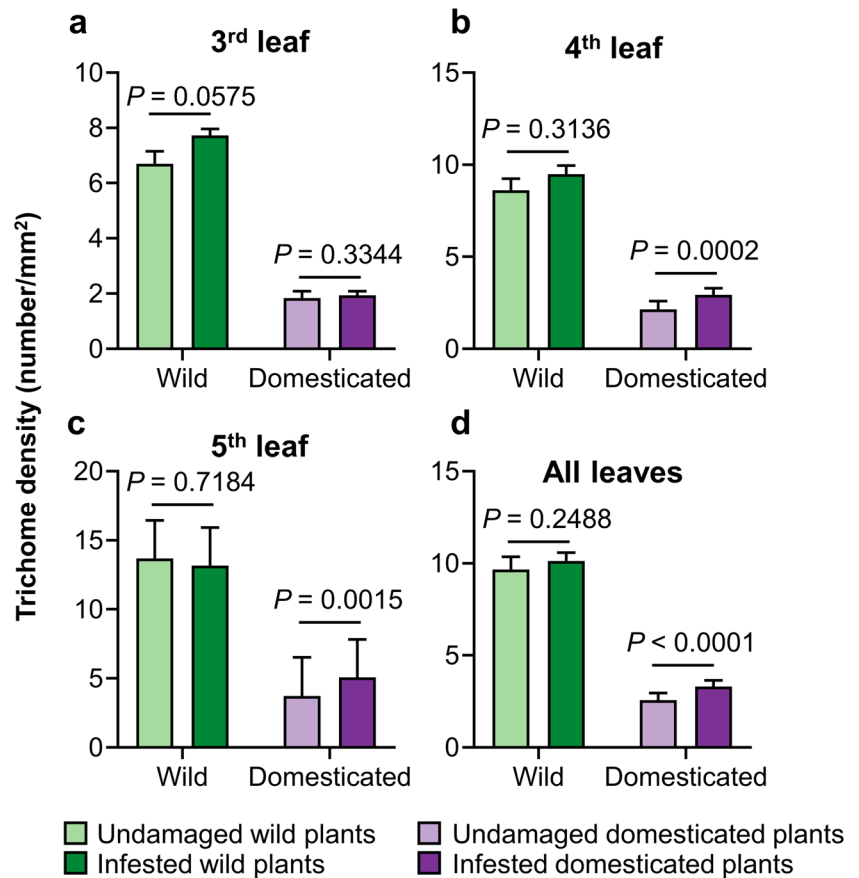 Trichome density (number/mm²)
a
3rd leaf
10
8
6
4
2
0
P = 0.0575
P = 0.3344
Wild
Domesticated
b
4th leaf
15
10
5
0
P = 0.3136
P = 0.0002
Wild
Domesticated
c
5th leaf
20
15
10
5
0
P = 0.7184
P = 0.0015
Wild
Domesticated
d
All leaves
15
10
5
0
P = 0.2488
P < 0.0001
Wild
Domesticated
Undamaged wild plants
Infested wild plants
Undamaged domesticated plants
Infested domesticated plants